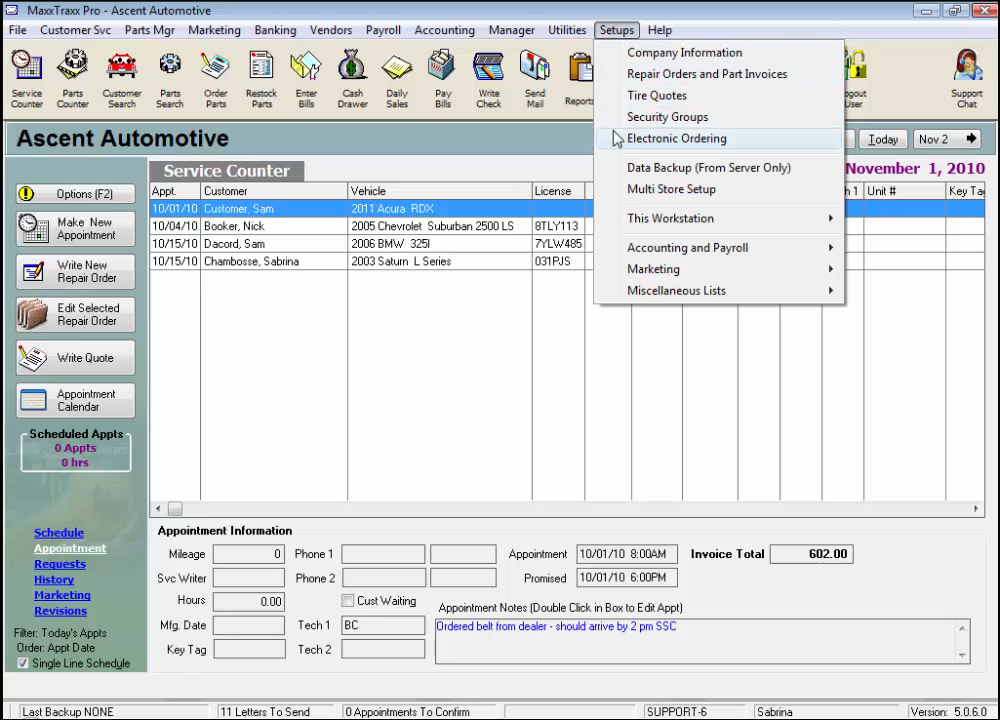 MaxxTraxx Pro - Ascent Automotive
File Customer Svc Parts Mgr Marketing Banking Vendors Payroll Accounting Manager Utilities Setups Help
Service Counter
Parts Counter
Customer Search
Parts Search
Order Parts
Restock Parts
Enter Bills
Cash Drawer
Daily Sales
Pay Bills
Write Check
Send Mail
Reports
User
Support Chat
Company Information
Repair Orders and Part Invoices
Tire Quotes
Security Groups
Electronic Ordering
Data Backup (From Server Only)
Multi Store Setup
This Workstation
Accounting and Payroll
Marketing
Miscellaneous Lists
Ascent Automotive
Today Nov 2
Service Counter
November 1, 2010
Options (F2)
Make New Appointment
Write New Repair Order
Edit Selected Repair Order
Write Quote
Appointment Calendar
Scheduled Appts
0 Appts
0 hrs
Schedule
Appointment
Requests
History
Marketing
Revisions
Filter: Today's Appts
Order: Appt Date
Single Line Schedule
Appt. Customer Vehicle License Unit # Key Tag
10/01/10 Customer, Sam 2011 Acura RDX
10/04/10 Booker, Nick 2005 Chevrolet Suburban 2500 LS 8TLY113
10/15/10 Dacord, Sam 2006 BMW 325I 7YLW485
10/15/10 Chambosse, Sabrina 2003 Saturn L Series 031PJS
Appointment Information
Mileage 0 Phone 1 Appointment 10/01/10 8:00AM Invoice Total 602.00
Svc Writer Phone 2 Promised 10/01/10 6:00PM
Hours 0.00 Cust Waiting Appointment Notes (Double Click in Box to Edit Appt)
Mfg. Date Tech 1 BC Ordered belt from dealer - should arrive by 2 pm SSC
Key Tag Tech 2
Last Backup NONE 11 Letters To Send 0 Appointments To Confirm SUPPORT-6 Sabrina Version: 5.0.6.0